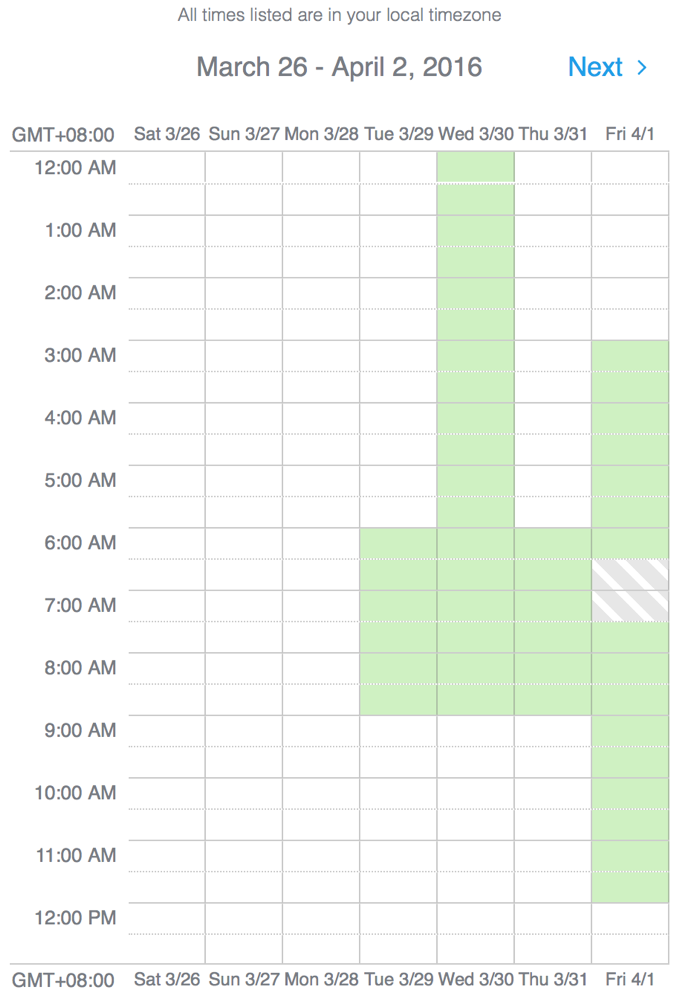 All times listed are in your local timezone
March 26 - April 2, 2016 Next >
GMT+08:00 Sat 3/26 Sun 3/27 Mon 3/28 Tue 3/29 Wed 3/30 Thu 3/31 Fri 4/1
12:00 AM
1:00 AM
2:00 AM
3:00 AM
4:00 AM
5:00 AM
6:00 AM
7:00 AM
8:00 AM
9:00 AM
10:00 AM
11:00 AM
12:00 PM
GMT+08:00 Sat 3/26 Sun 3/27 Mon 3/28 Tue 3/29 Wed 3/30 Thu 3/31 Fri 4/1